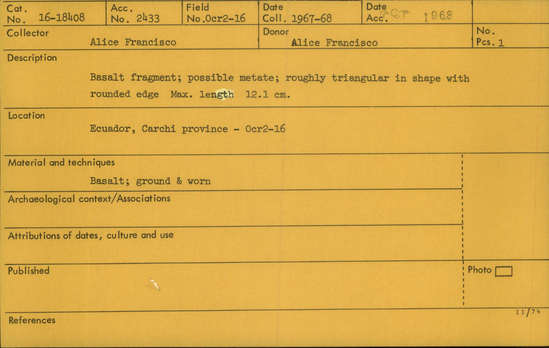 Cat. No. 16-18408 Acc. No. 2433 Field No. Ocr2-16 Date Coll. 1967-68 Date Acc. OCT 1968
Collector Alice Francisco Donor Alice Francisco No. Pcs. 1
Description
Basalt fragment; possible metate; roughly triangular in shape with
rounded edge Max. length 12.1 cm.
Location
Ecuador, Carchi province - Ocr2-16
Material and techniques
Basalt; ground & worn
Archaeological context/Associations
Attributions of dates, culture and use
Published Photo
11/74
References